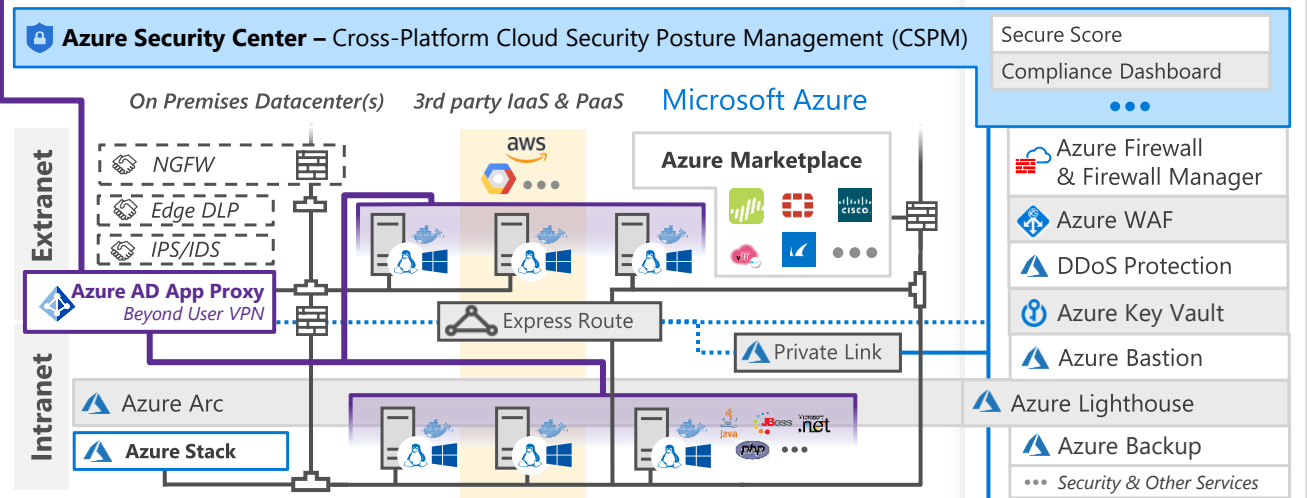 Azure Security Center – Cross-Platform Cloud Security Posture Management (CSPM)
Secure Score
Compliance Dashboard
On Premises Datacenter(s)
3rd party IaaS & PaaS
Microsoft Azure
Extranet
NGFW
Edge DLP
IPS/IDS
aws
Azure Marketplace
CISCO
Azure AD App Proxy
Beyond User VPN
Express Route
Private Link
Intranet
Azure Arc
Azure Stack
Java
JBoss
Microsoft
.net
php
Azure Firewall
& Firewall Manager
Azure WAF
DDoS Protection
Azure Key Vault
Azure Bastion
Azure Lighthouse
Azure Backup
Security & Other Services